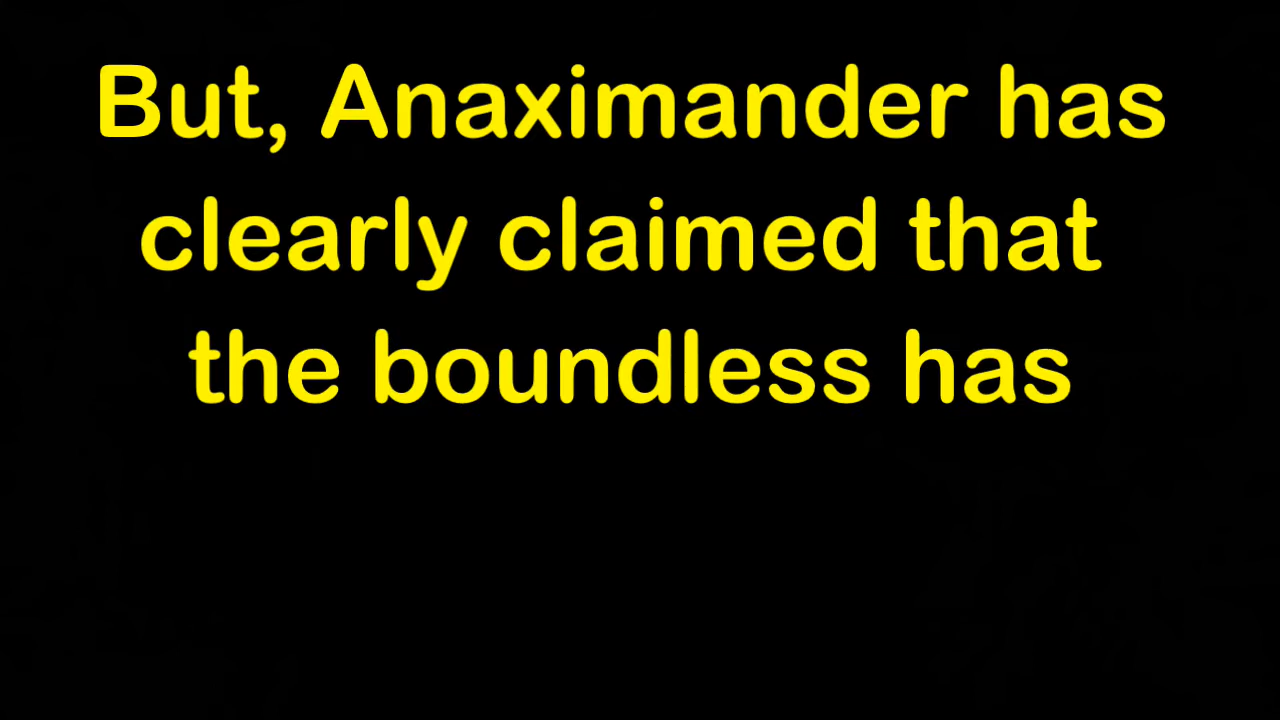 But, Anaximander has
clearly claimed that
the boundless has